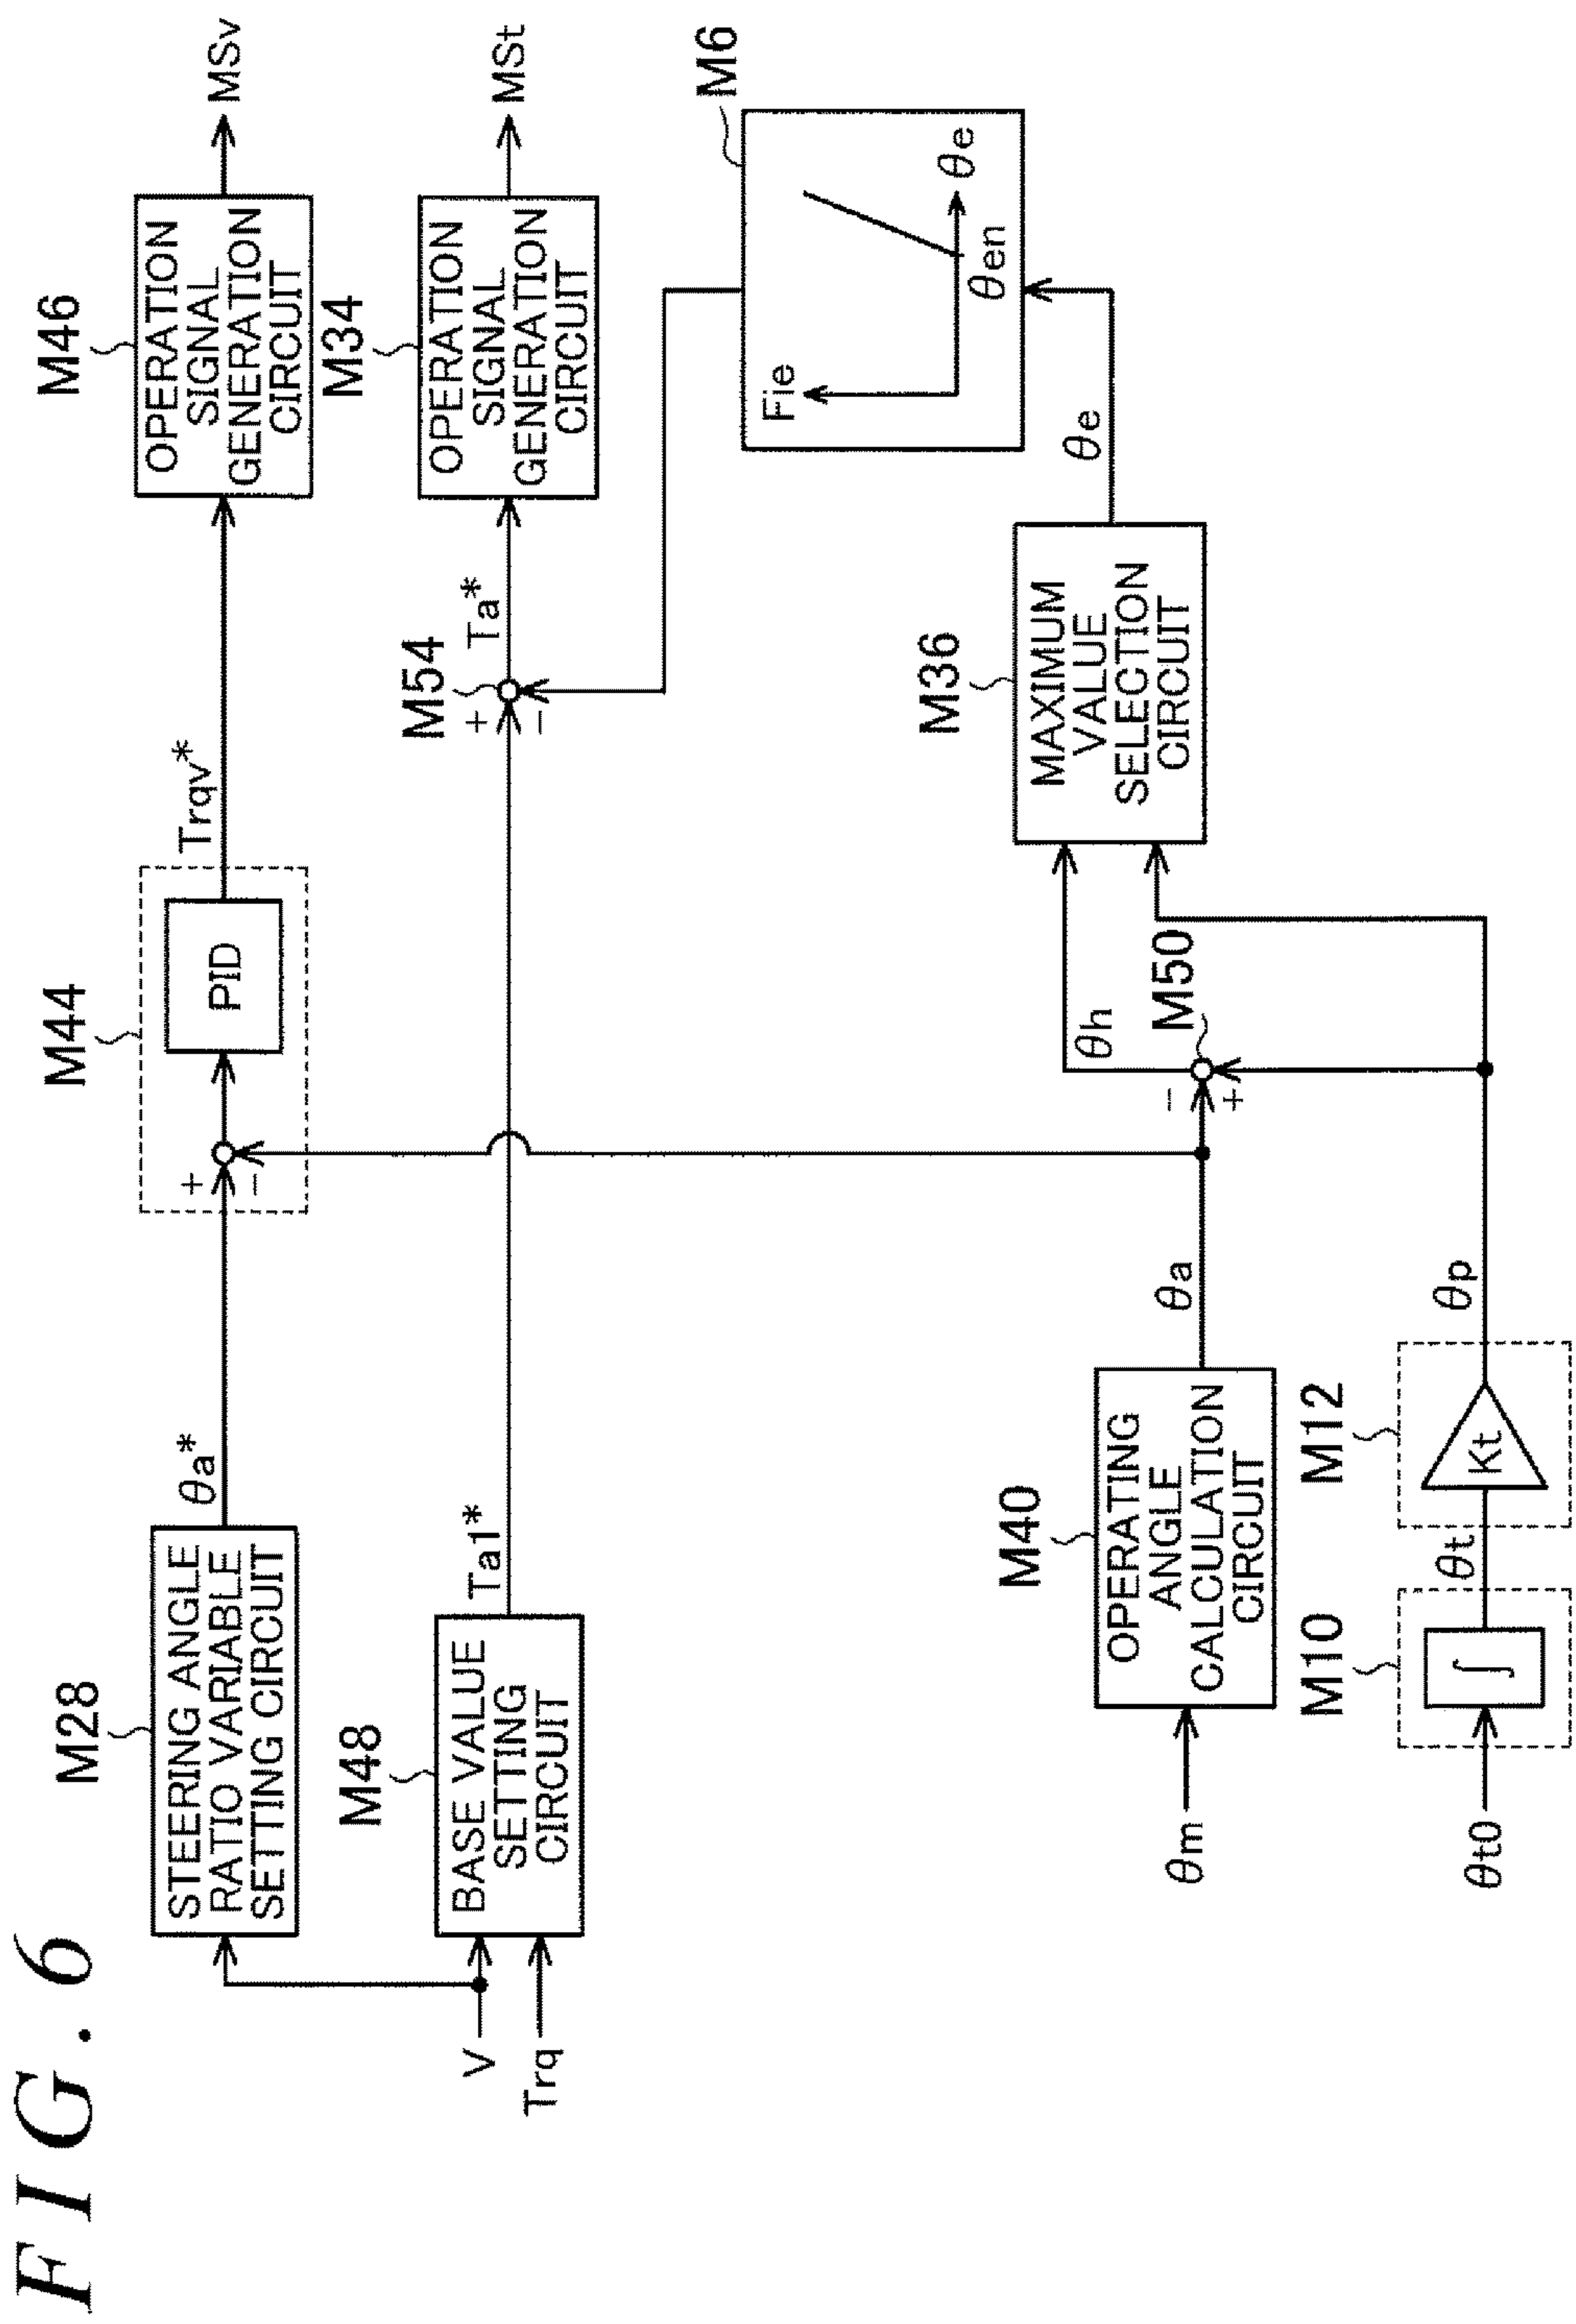 FIG. 6
M28
STEERING ANGLE
RATIO VARIABLE
SETTING CIRCUIT
θa*
M44
+
−
PID
Trqv*
M46
OPERATION
SIGNAL
GENERATION
CIRCUIT
MSv
V
Trq
M48
BASE VALUE
SETTING
CIRCUIT
Ta1*
M54
+
−
Ta*
M34
OPERATION
SIGNAL
GENERATION
CIRCUIT
MSt
M6
Fie
θe
θen
θm
M40
OPERATING
ANGLE
CALCULATION
CIRCUIT
θa
−
+
M50
θh
M36
MAXIMUM
VALUE
SELECTION
CIRCUIT
θe
θt0
M10
∫
θt
M12
Kt
θp